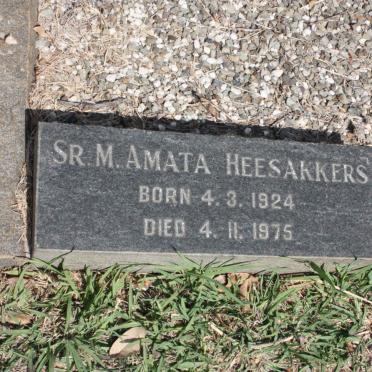 SR. M. AMATA HEESAKKERS
BORN 4. 3. 1924
DIED 4. 11. 1975